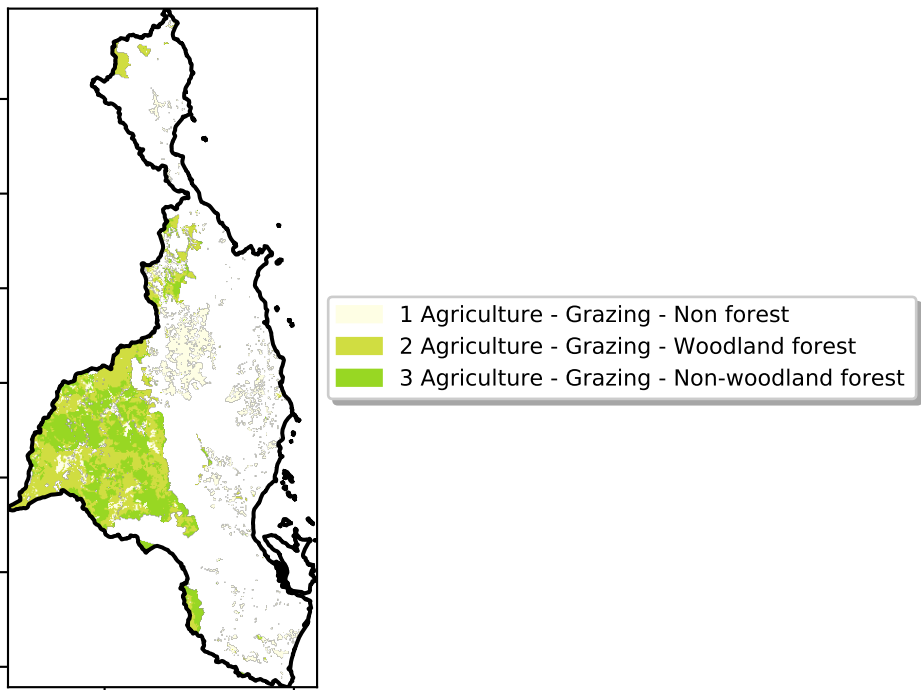 1 Agriculture - Grazing - Non forest
2 Agriculture - Grazing - Woodland forest
3 Agriculture - Grazing - Non-woodland forest